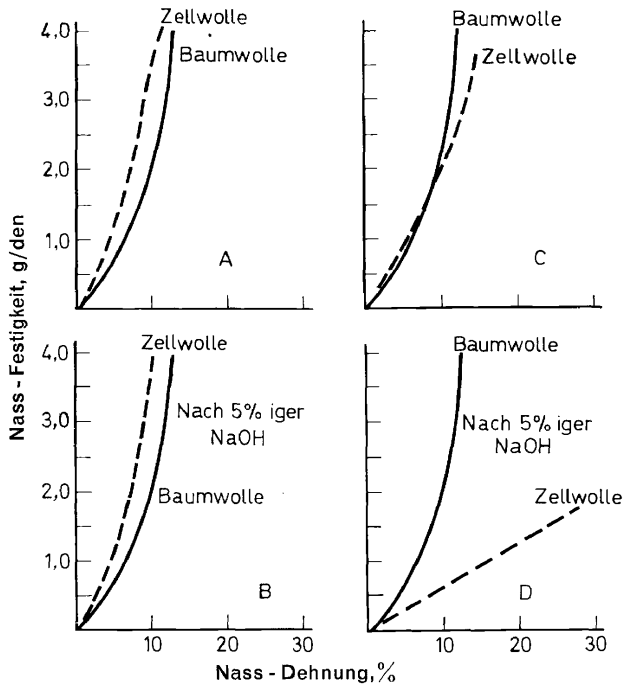 Zellwolle
Baumwolle
4,0
3,0
2,0
1,0
A
Baumwolle
Zellwolle
C
Nass - Festigkeit, g/den
Zellwolle
4,0
Nach 5% iger
NaOH
3,0
2,0
Baumwolle
1,0
B
10
20
30
Baumwolle
Nach 5% iger
NaOH
Zellwolle
D
10
20
30
Nass - Dehnung,%